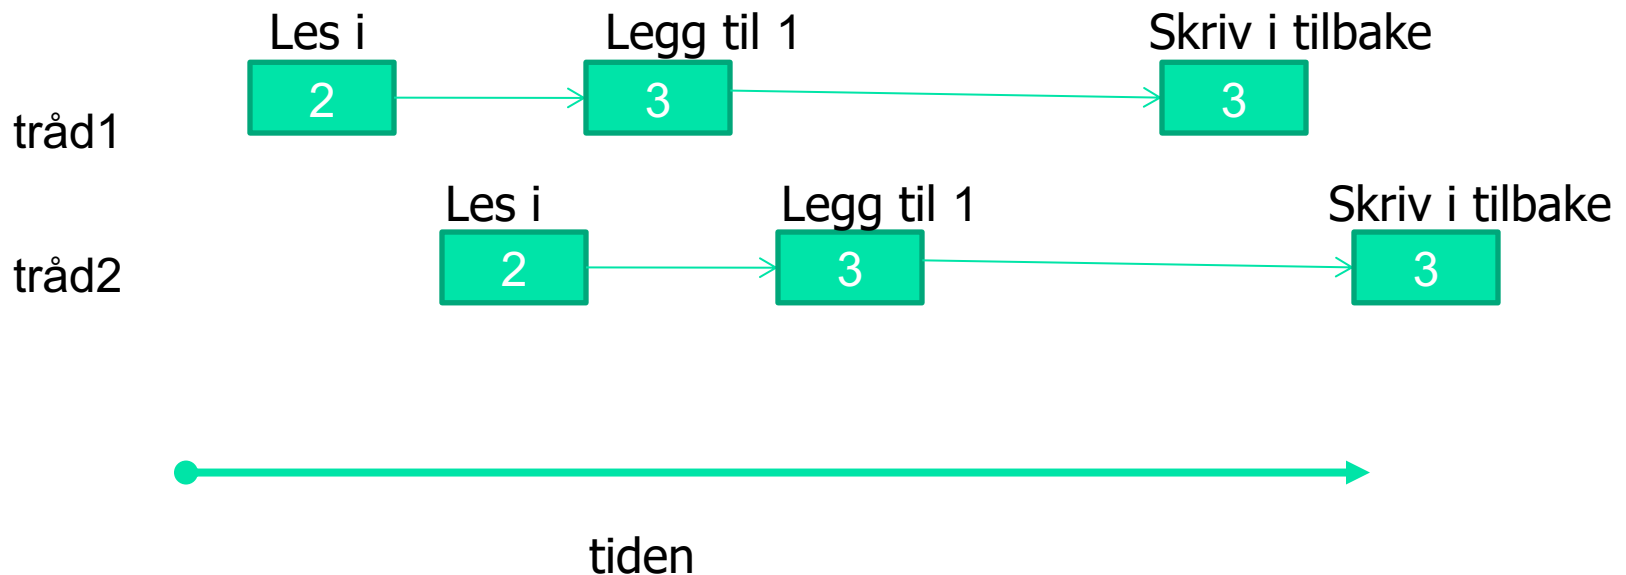 Les i
Legg til 1
Skriv i tilbake
2
3
3
tråd1
Les i
Legg til 1
Skriv i tilbake
2
3
3
tråd2
tiden